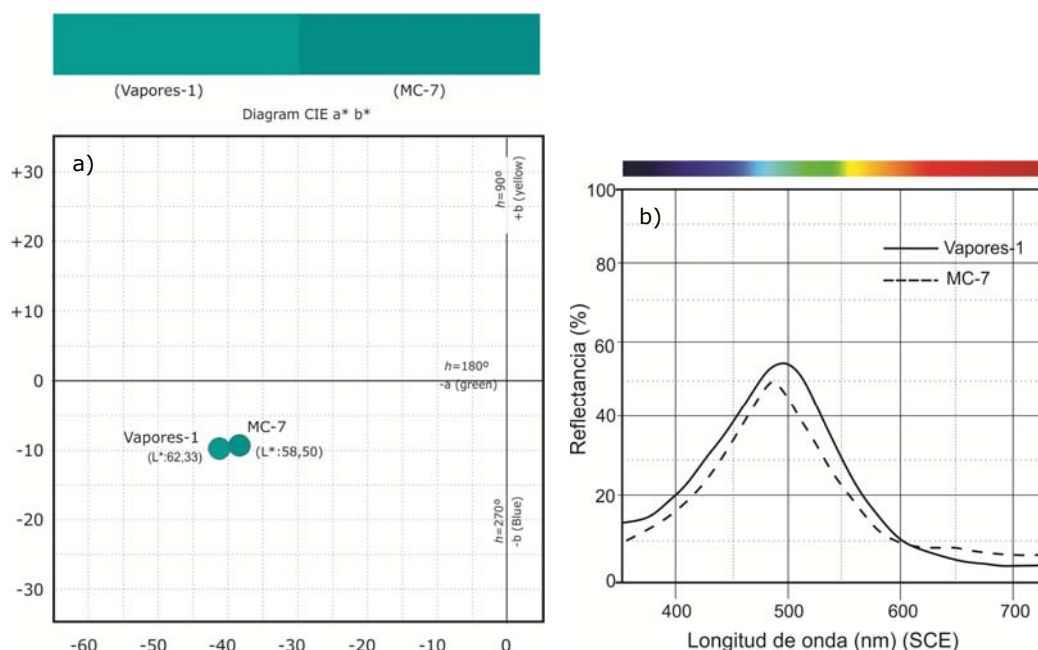 (Vapores-1) (MC-7)
Diagram CIE a* b*
a)
+30
+20
+10
0
-10
-20
-30
h=90º
+b (yellow)
h=180º
-a (green)
Vapores-1
(L*:62,33)
MC-7
(L*:58,50)
h=270º
-b (Blue)
-60 -50 -40 -30 -20 -10 0
b)
Vapores-1
MC-7
Reflectancia (%)
100
80
60
40
20
0
400 500 600 700
Longitud de onda (nm) (SCE)